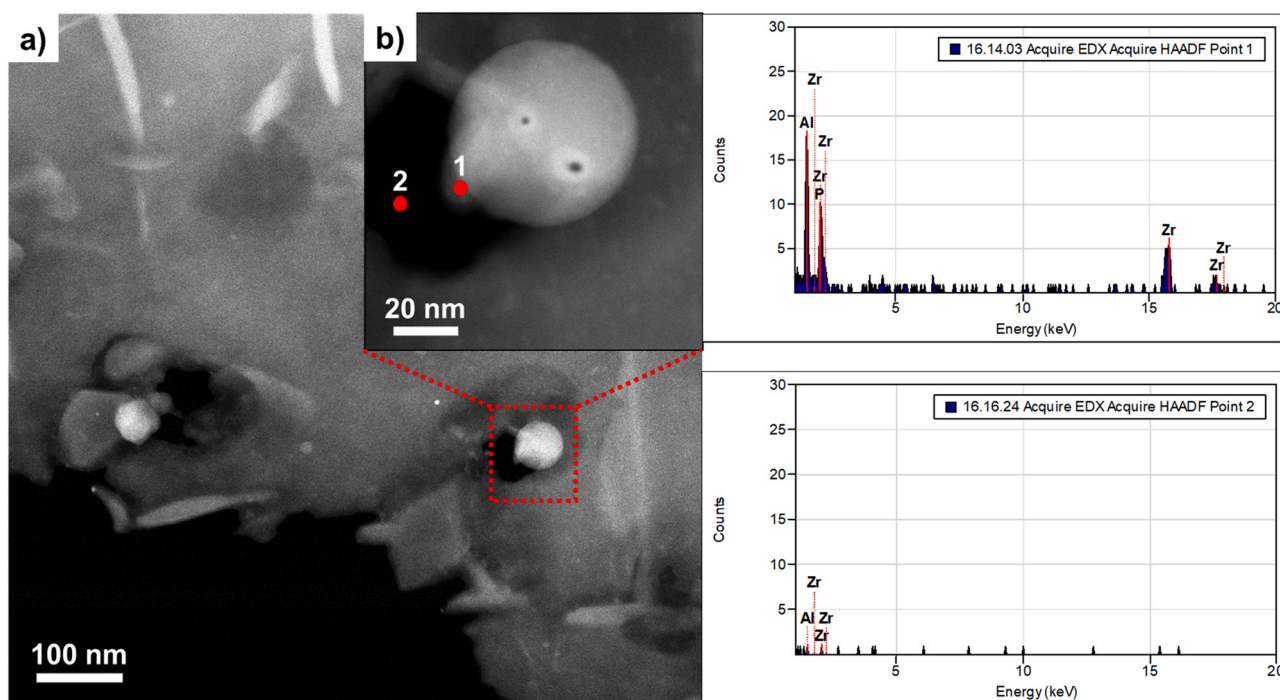 a)
100 nm
b)
2
1
20 nm
30
25
20
15
10
5
Counts
16.14.03 Acquire EDX Acquire HAADF Point 1
Zr
Al
Zr
Zr
P
Zr
Zr
Zr
5
10
15
20
Energy (keV)
30
25
20
15
10
5
Counts
16.16.24 Acquire EDX Acquire HAADF Point 2
Zr
Al
Zr
Zr
5
10
15
20
Energy (keV)